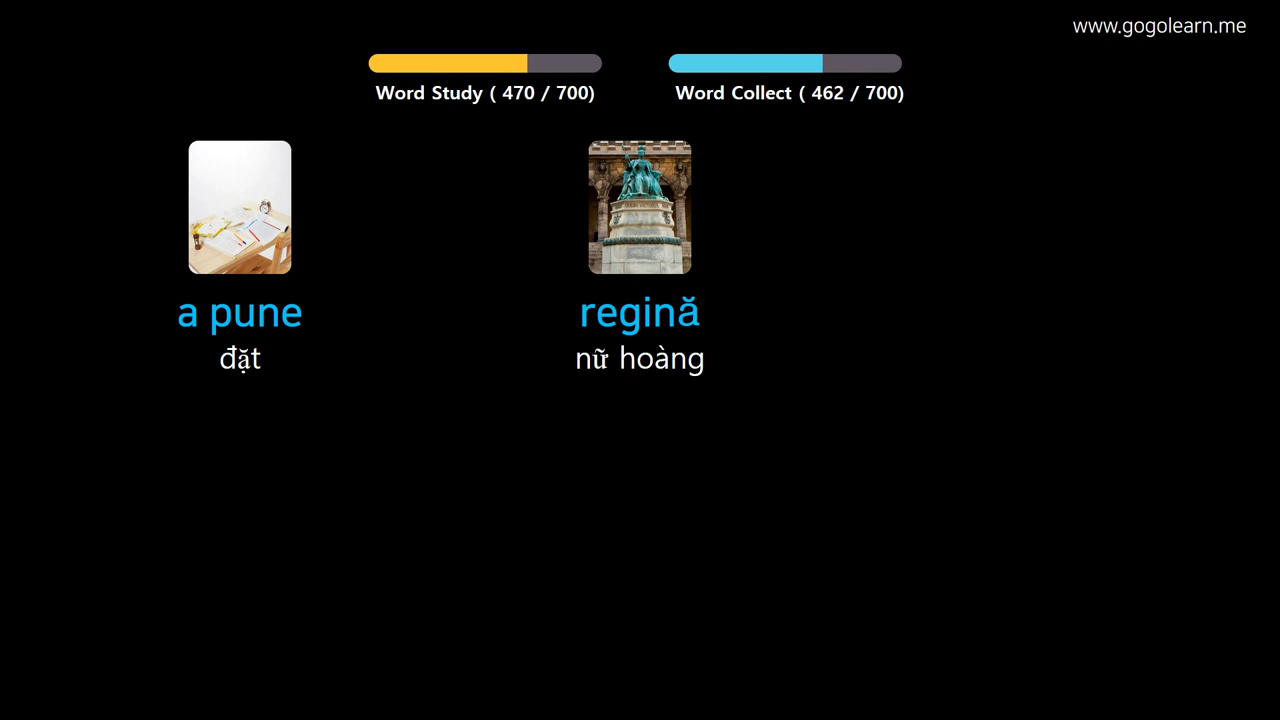 www.gogolearn.me
Word Study ( 470 / 700)
Word Collect ( 462 / 700)
a pune
đặt
regină
nữ hoàng